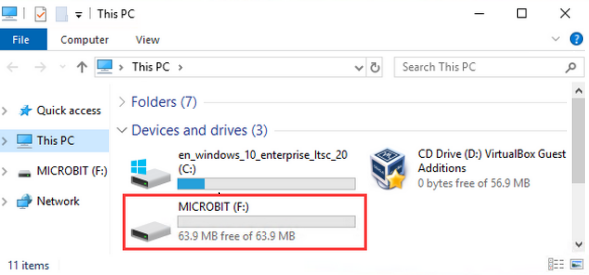 This PC
File Computer View
This PC Search This PC
Quick access
This PC
MICROBIT (F:)
Network
Folders (7)
Devices and drives (3)
en_windows_10_enterprise_ltsc_20
(C:)
CD Drive (D:) VirtualBox Guest
Additions
0 bytes free of 56.9 MB
MICROBIT (F:)
63.9 MB free of 63.9 MB
11 items